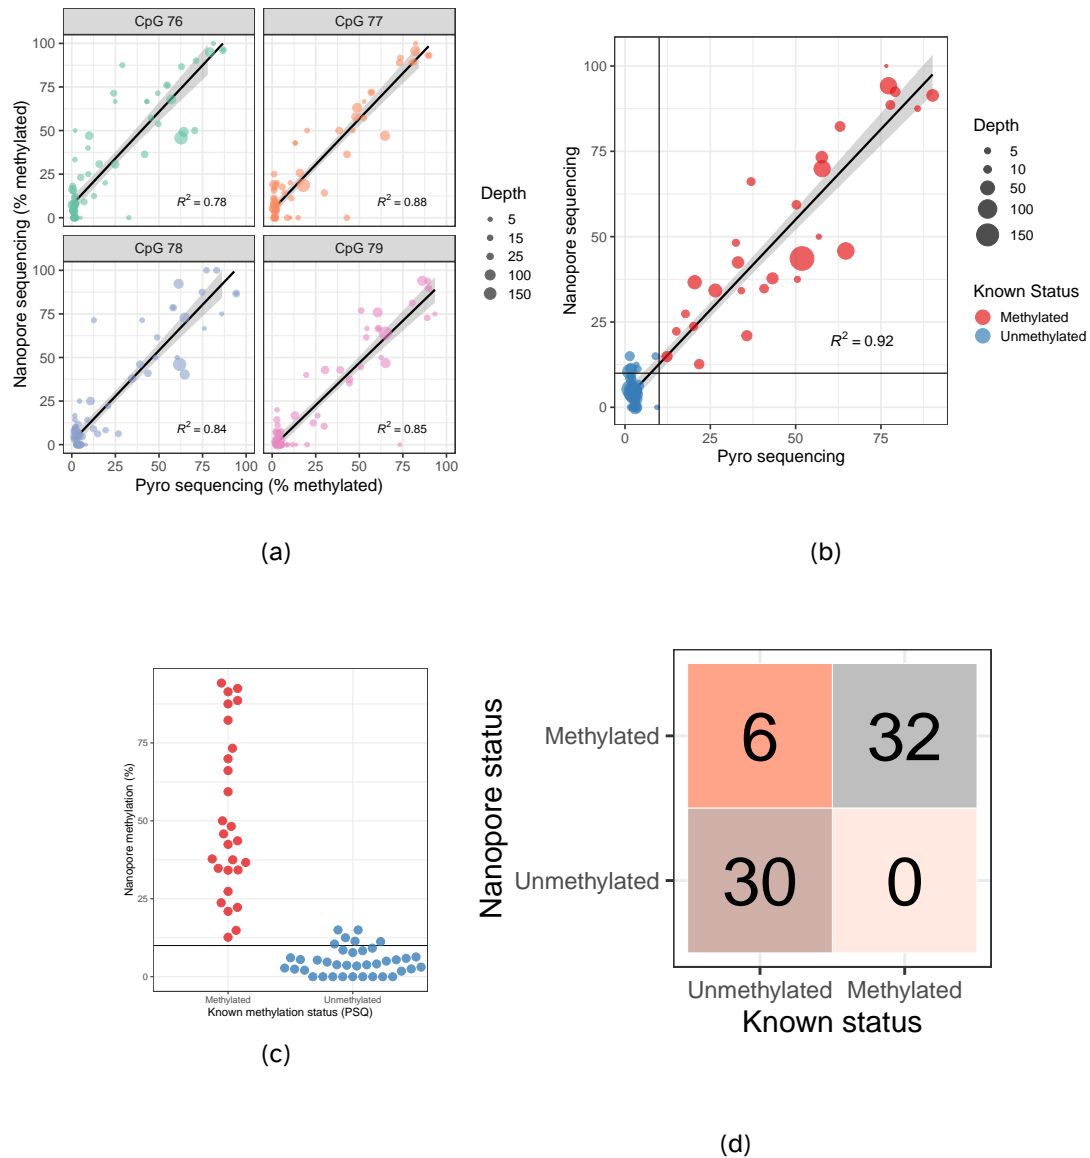 CpG 76
CpG 77
100
75
50
25
0
R² = 0.78
R² = 0.88
CpG 78
CpG 79
100
75
50
25
0
R² = 0.84
R² = 0.85
0 25 50 75 100
0 25 50 75 100
Pyro sequencing (% methylated)
Nanopore sequencing (% methylated)
Depth
5
15
25
100
150
(a)
100
75
50
25
0
R² = 0.92
0 25 50 75
Pyro sequencing
Nanopore sequencing
Depth
5
10
50
100
150
Known Status
Methylated
Unmethylated
(b)
75
50
25
0
Nanopore methylation (%)
Methylated Unmethylated
Known methylation status (PSQ)
(c)
Nanopore status
Methylated
6 32
Unmethylated
30 0
Unmethylated Methylated
Known status
(d)